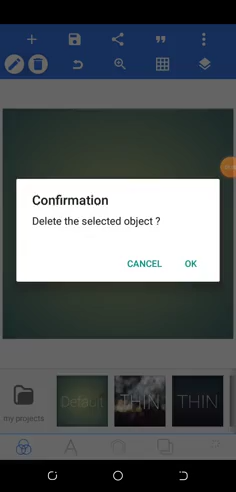 Confirmation
Delete the selected object ?
CANCEL OK
my projects
Default THIN THIN